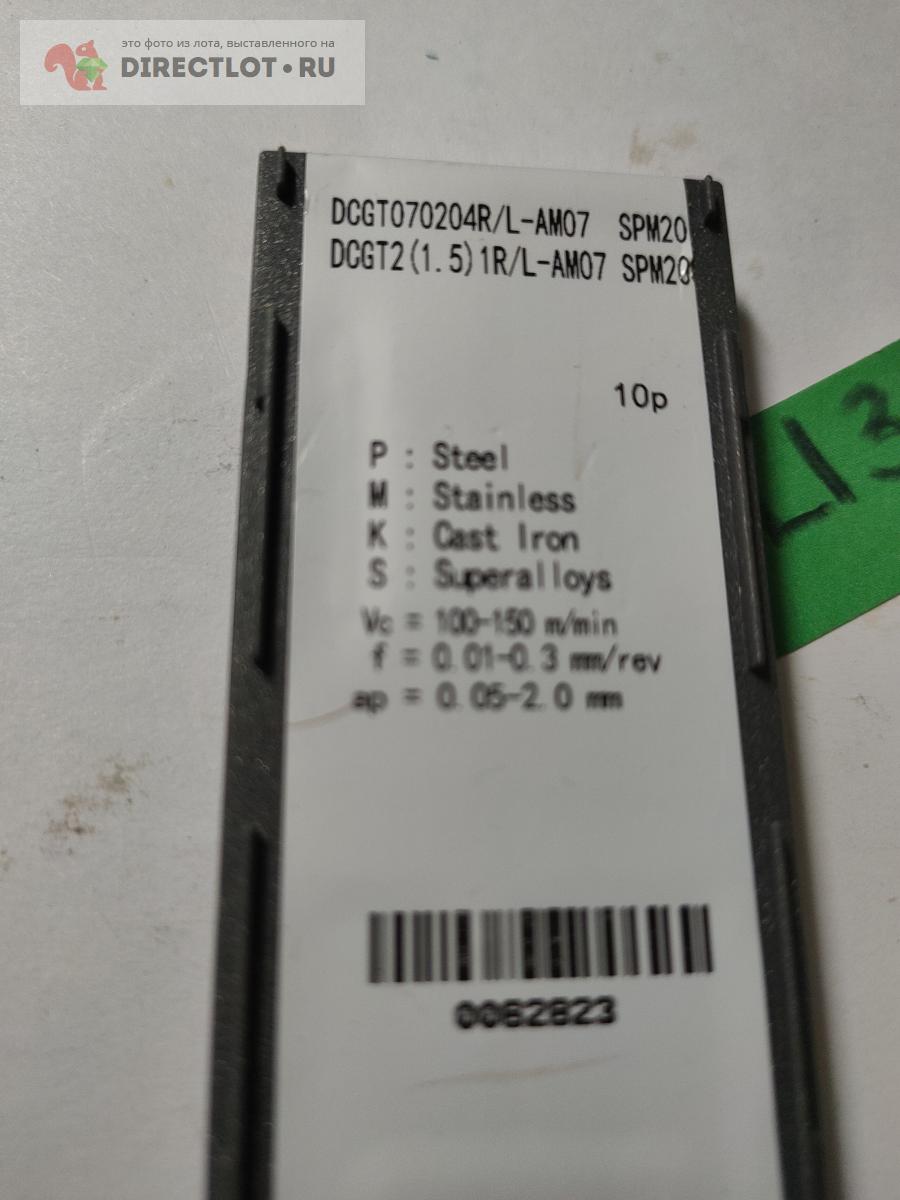 это фото из лота, выставленного на
DIRECTLOT•RU
DCGT070204R/L-AM07 SPM20
DCGT2(1.5)1R/L-AM07 SPM20
10p
P : Steel
M : Stainless
K : Cast Iron
S : Superalloys
Vc = 100-150 m/min
f = 0.01-0.3 mm/rev
ap = 0.05-2.0 mm
0082823
L13